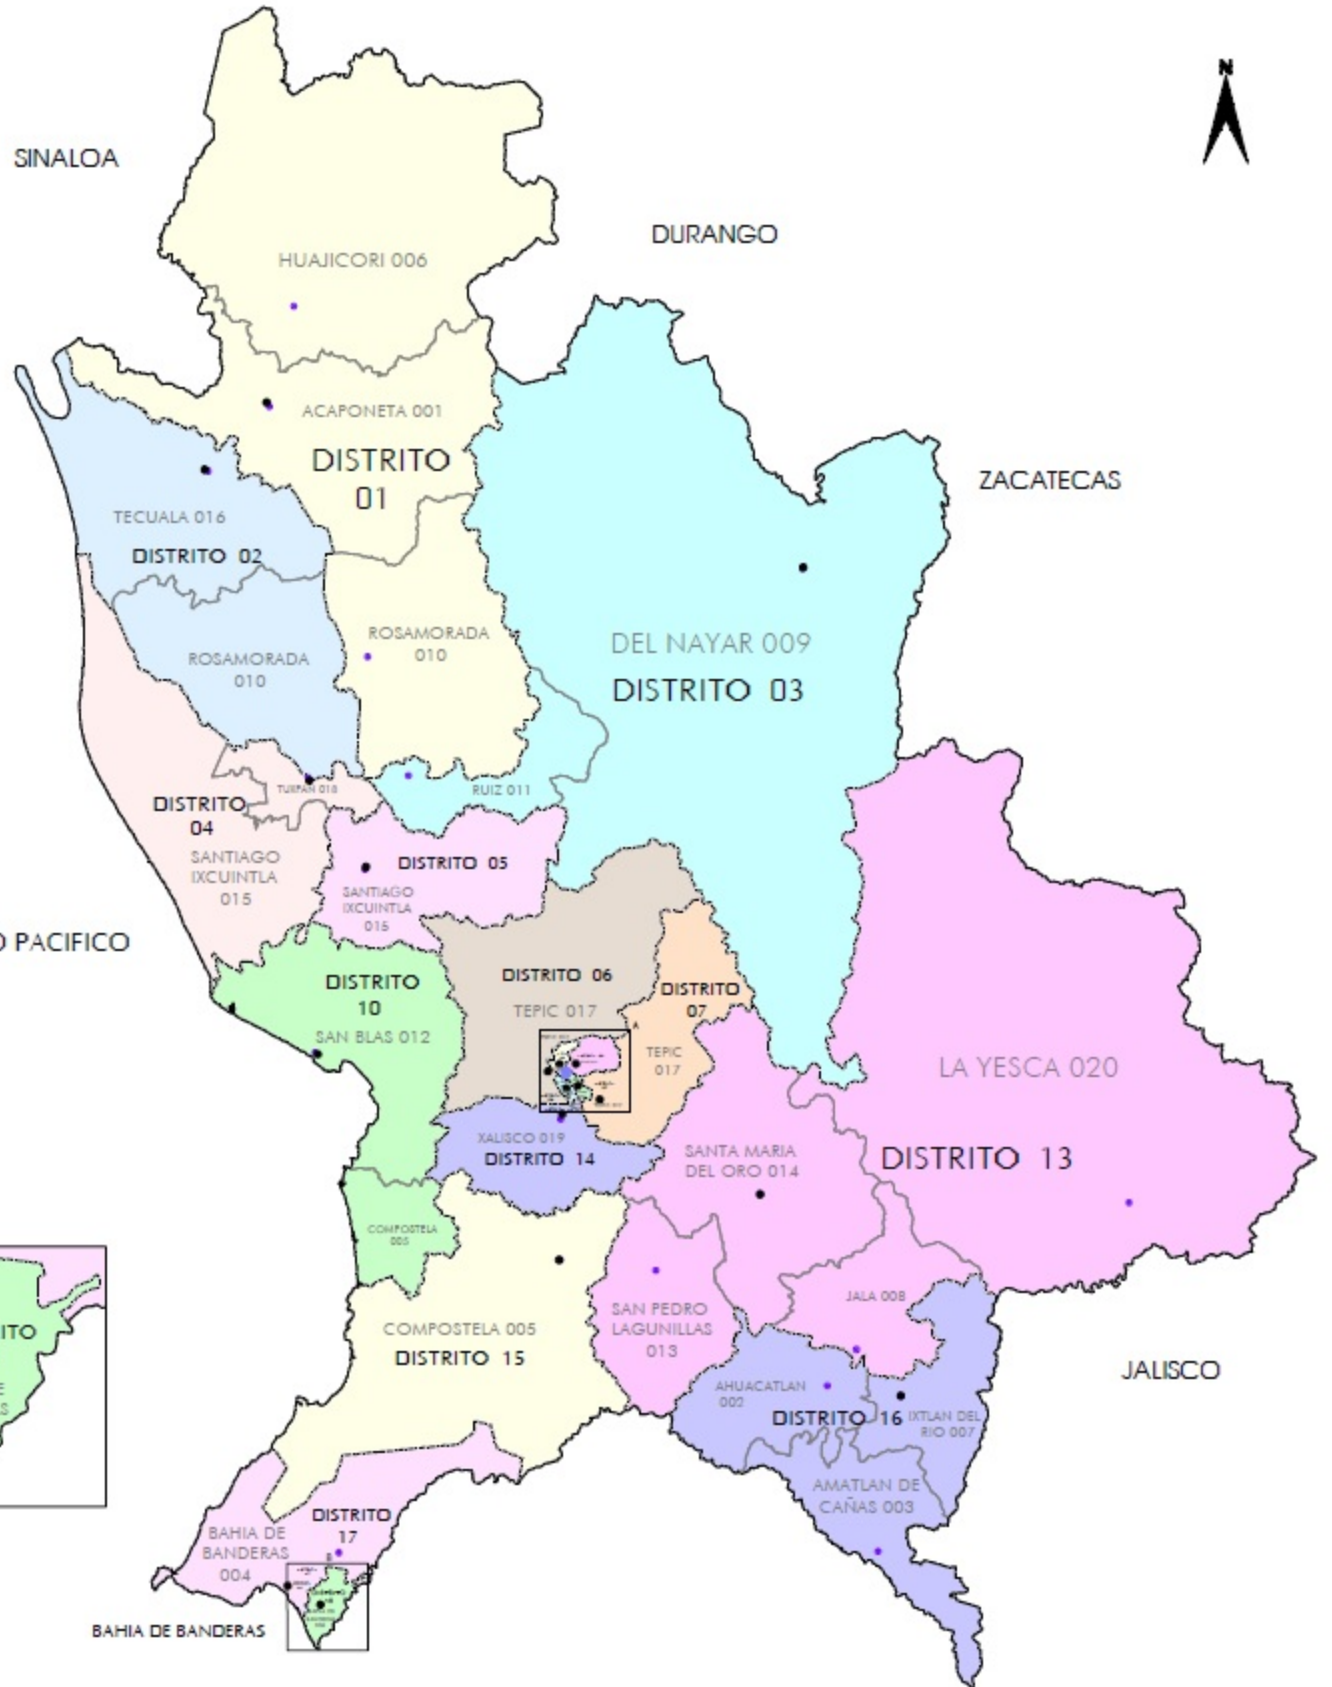 N
SINALOA
DURANGO
HUAJICORI 006
ACAPONETA 001
DISTRITO
01
ZACATECAS
TECUALA 016
DISTRITO 02
ROSAMORADA
010
ROSAMORADA
010
DEL NAYAR 009
DISTRITO 03
TUXPAN 018
RUIZ 011
DISTRITO
04
SANTIAGO
IXCUINTLA
015
DISTRITO 05
SANTIAGO
IXCUINTLA
015
O PACIFICO
DISTRITO
10
SAN BLAS 012
DISTRITO 06
TEPIC 017
DISTRITO
07
TEPIC
017
A
LA YESCA 020
DISTRITO 13
XALISCO 019
DISTRITO 14
SANTA MARIA
DEL ORO 014
COMPOSTELA
005
COMPOSTELA 005
DISTRITO 15
SAN PEDRO
LAGUNILLAS
013
JALA 008
JALISCO
AHUACATLAN
002
DISTRITO 16
IXTLAN DEL
RIO 007
AMATLAN DE
CAÑAS 003
ITO
E
S
DISTRITO
17
BAHIA DE
BANDERAS
004
B
BAHIA DE BANDERAS